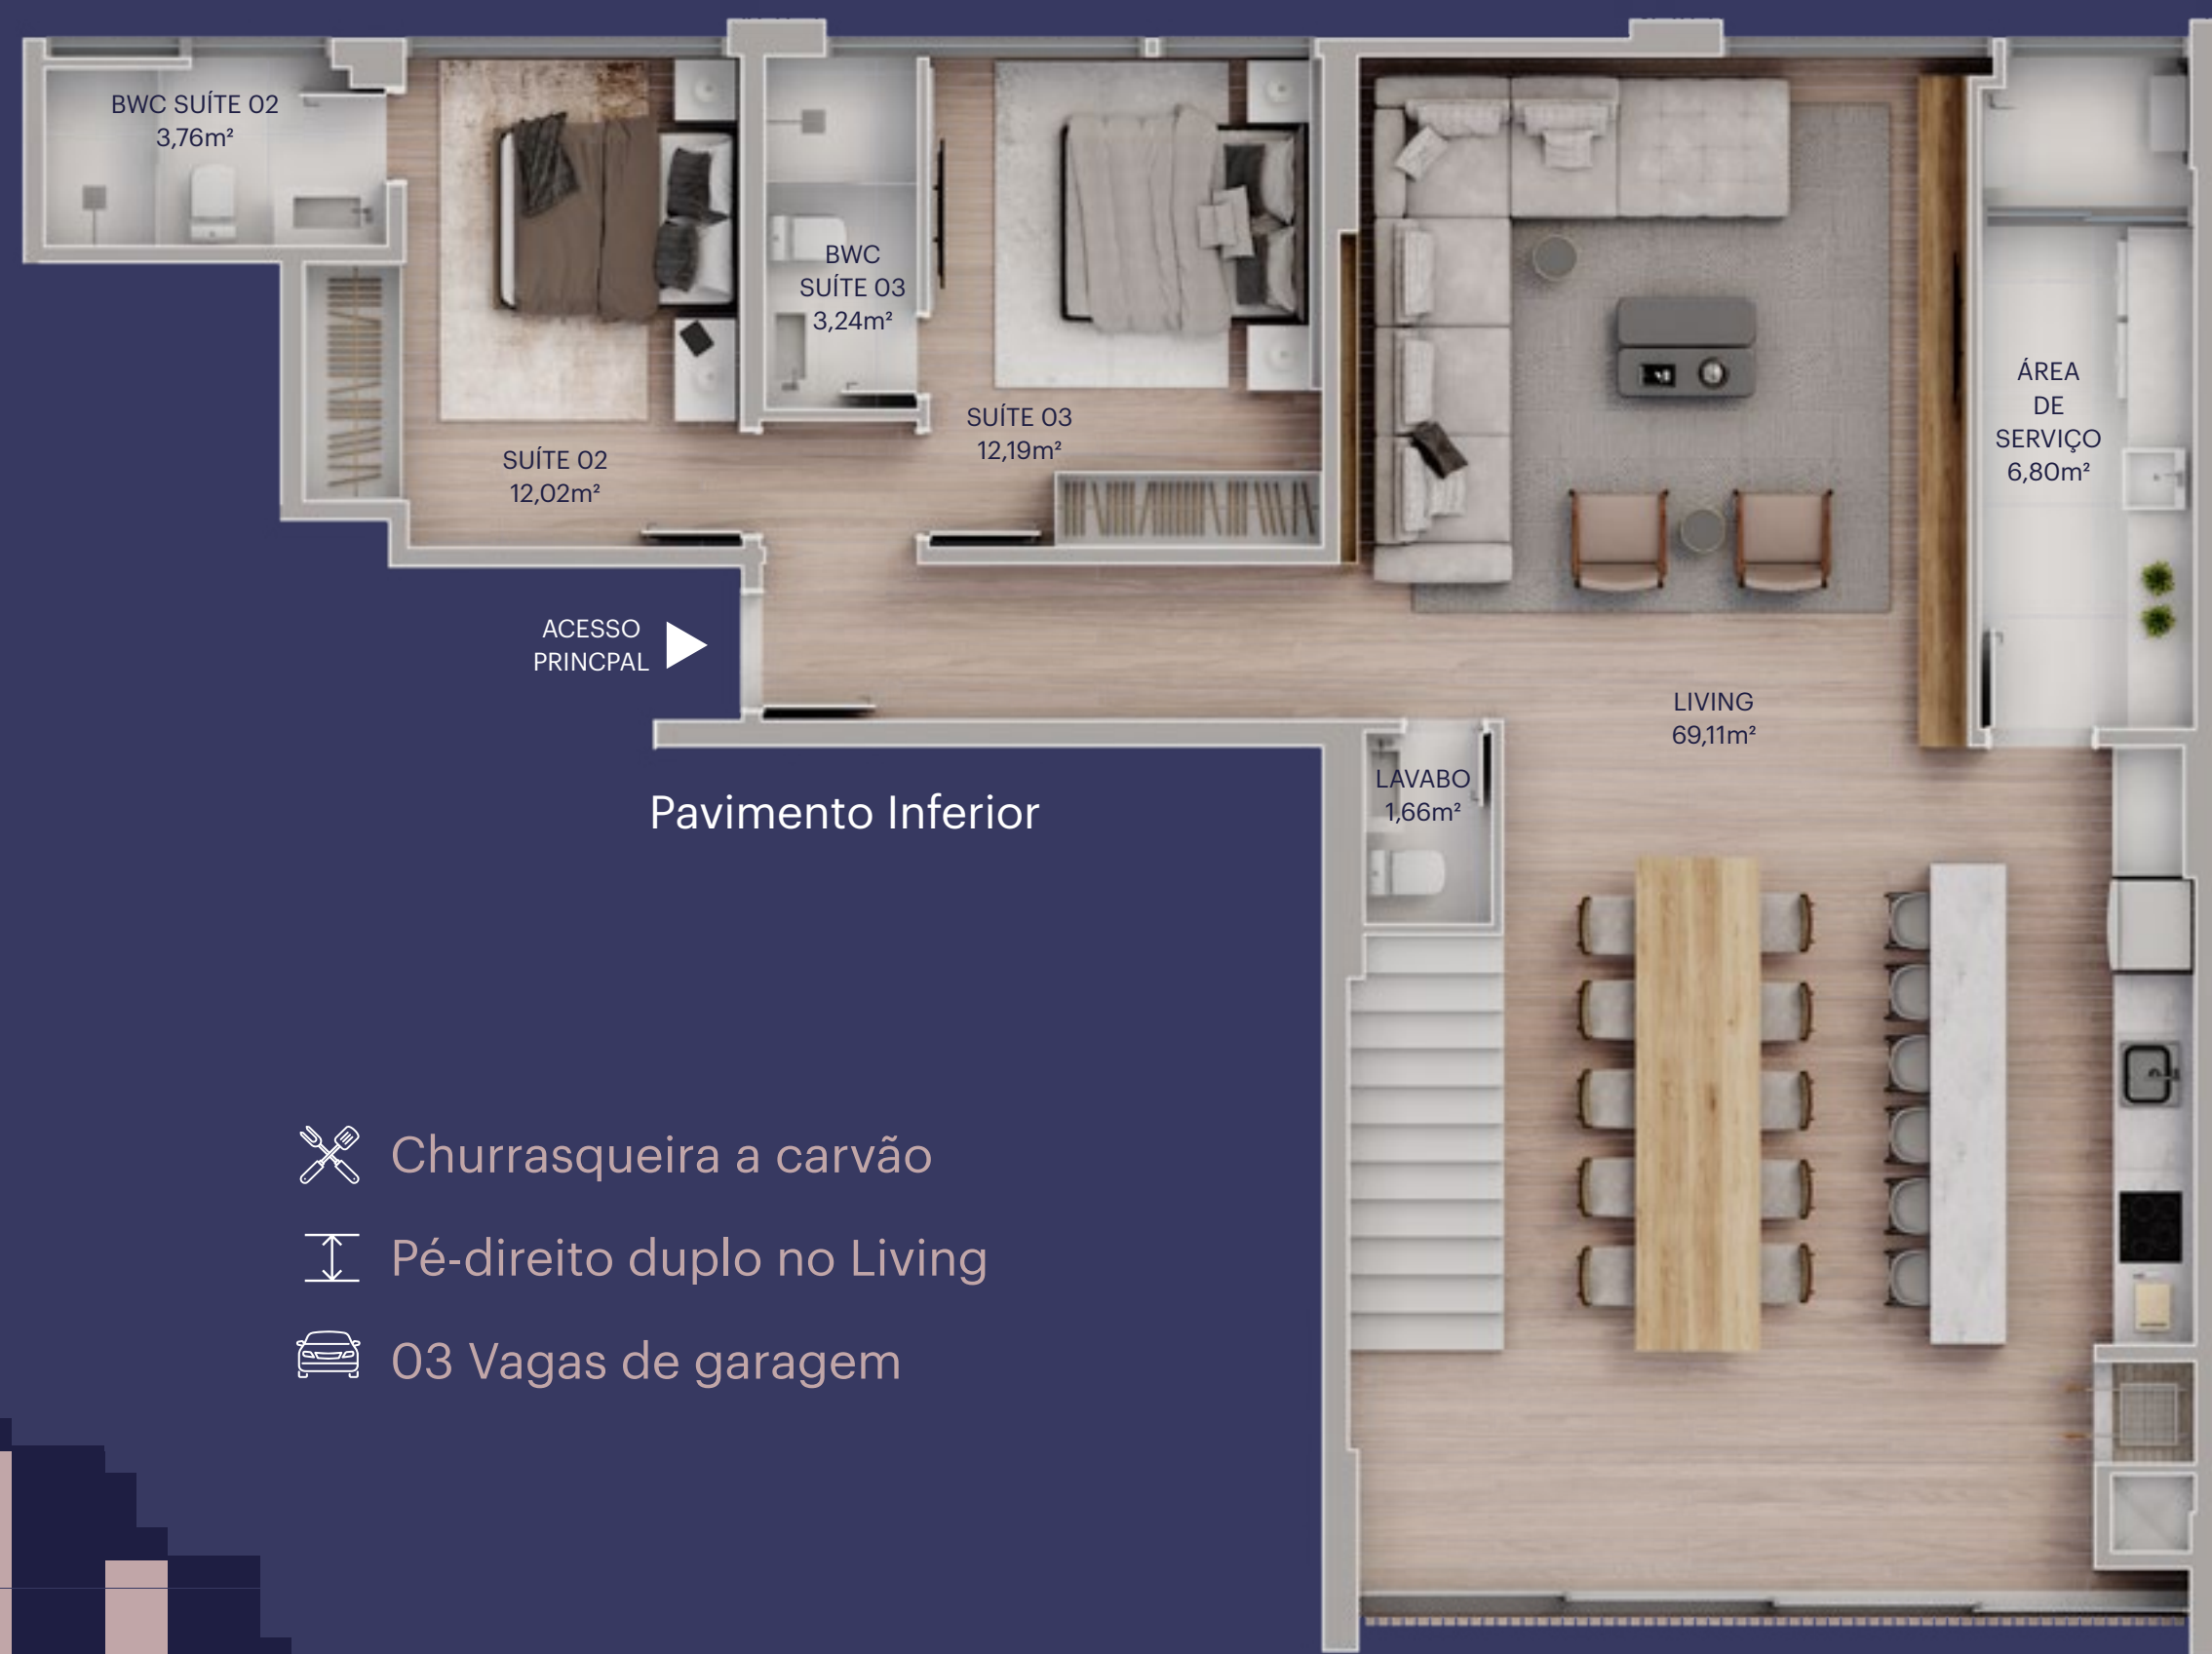 BWC SUÍTE 02
3,76m²
BWC
SUÍTE 03
3,24m²
SUÍTE 03
12,19m²
SUÍTE 02
12,02m²
ÁREA
DE
SERVIÇO
6,80m²
ACESSO
PRINCPAL
LIVING
69,11m²
LAVABO
1,66m²
Pavimento Inferior
Churrasqueira a carvão
Pé-direito duplo no Living
03 Vagas de garagem